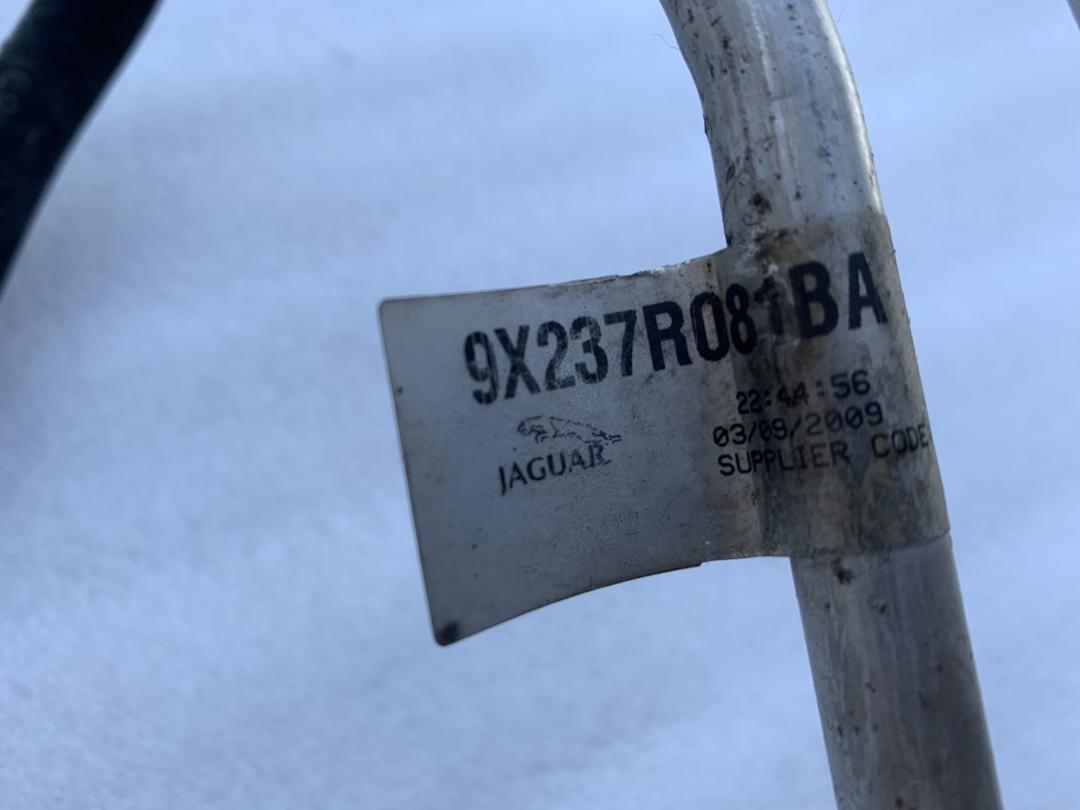 9X237R081BA
22:44:56
03/09/2009
SUPPLIER CODE
JAGUAR